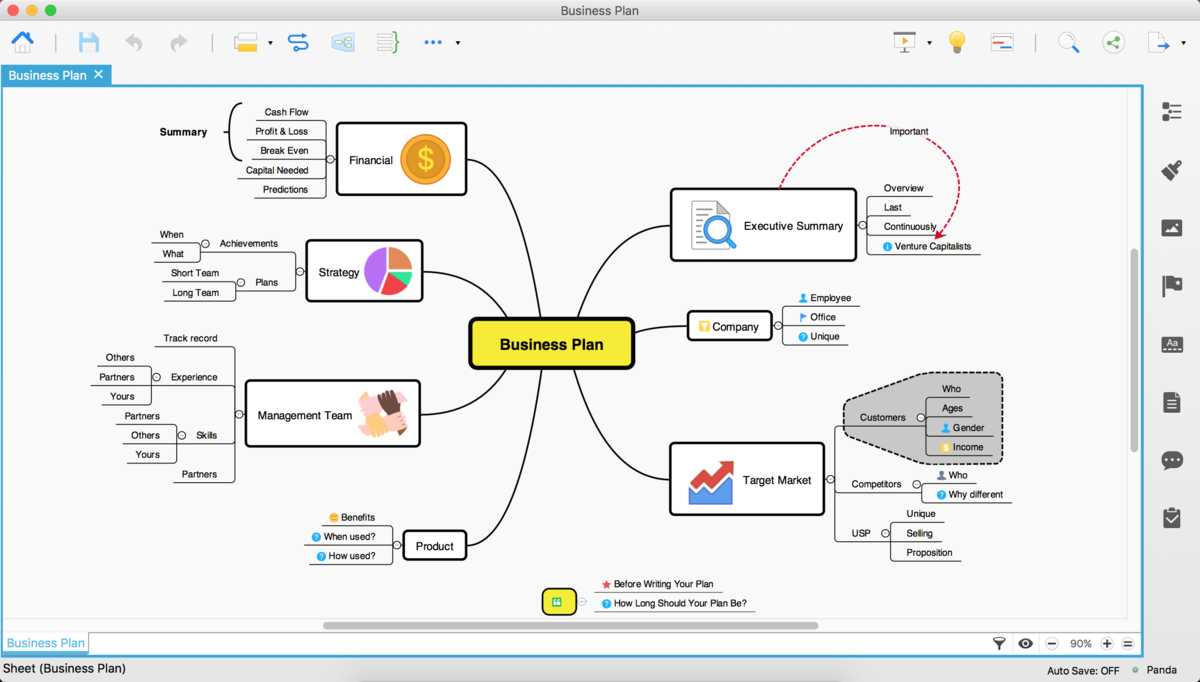 Business Plan
Business Plan ✕
Summary
Cash Flow
Profit & Loss
Break Even
Capital Needed
Predictions
Financial
$
When
What
Achievements
Short Team
Long Team
Plans
Strategy
Track record
Others
Partners
Yours
Experience
Partners
Others
Yours
Skills
Partners
Management Team
Benefits
When used?
How used?
Product
Business Plan
Important
Executive Summary
Overview
Last
Continuously
Venture Capitalists
Company
Employee
Office
Unique
Target Market
Customers
Who
Ages
Gender
Income
Competitors
Who
Why different
USP
Unique
Selling
Proposition
Before Writing Your Plan
How Long Should Your Plan Be?
Aa
Business Plan
90%
Sheet (Business Plan)
Auto Save: OFF
Panda